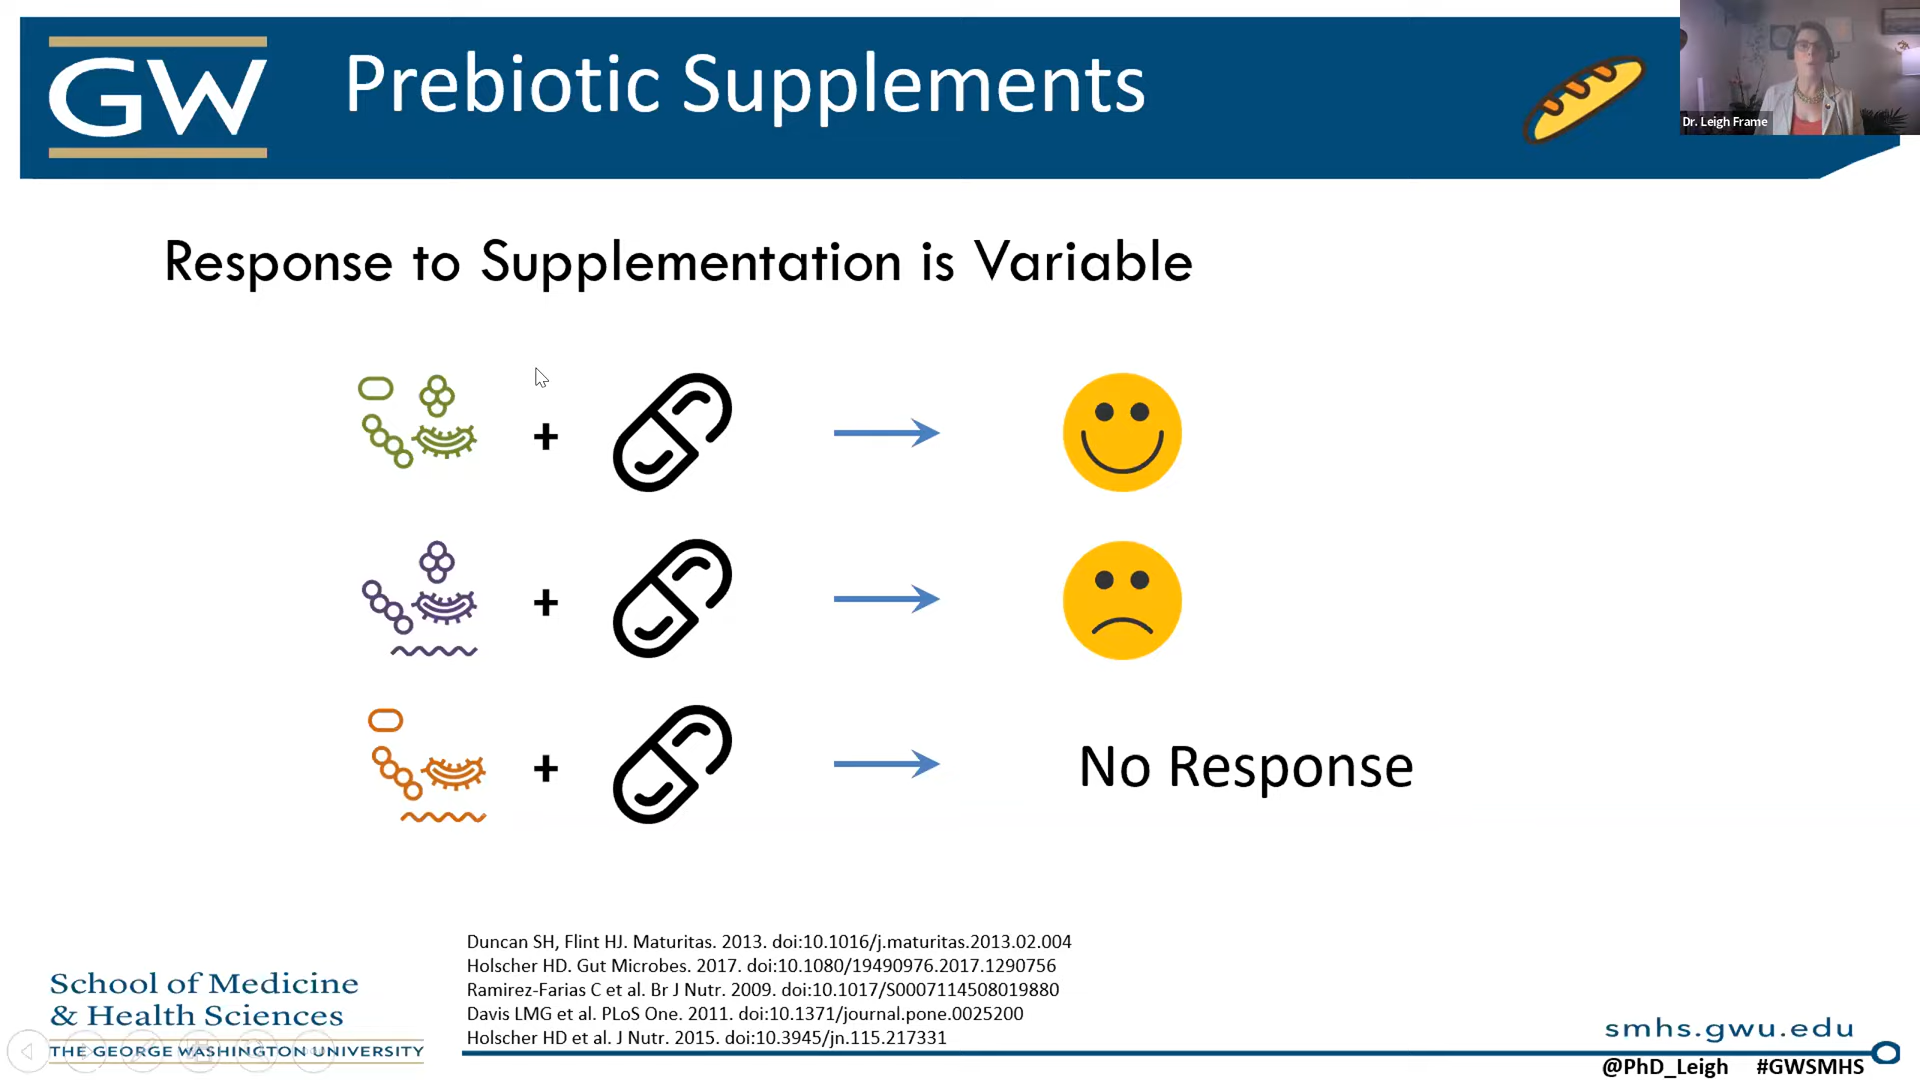 GW
Prebiotic Supplements
Dr. Leigh Frame
Response to Supplementation is Variable
+
+
+
No Response
Duncan SH, Flint HJ. Maturitas. 2013. doi:10.1016/j.maturitas.2013.02.004
Holscher HD. Gut Microbes. 2017. doi:10.1080/19490976.2017.1290756
Ramirez-Farias C et al. Br J Nutr. 2009. doi:10.1017/S0007114508019880
Davis LMG et al. PLoS One. 2011. doi:10.1371/journal.pone.0025200
Holscher HD et al. J Nutr. 2015. doi:10.3945/jn.115.217331
School of Medicine
& Health Sciences
THE GEORGE WASHINGTON UNIVERSITY
smhs.gwu.edu
@PhD_Leigh #GWSMHS